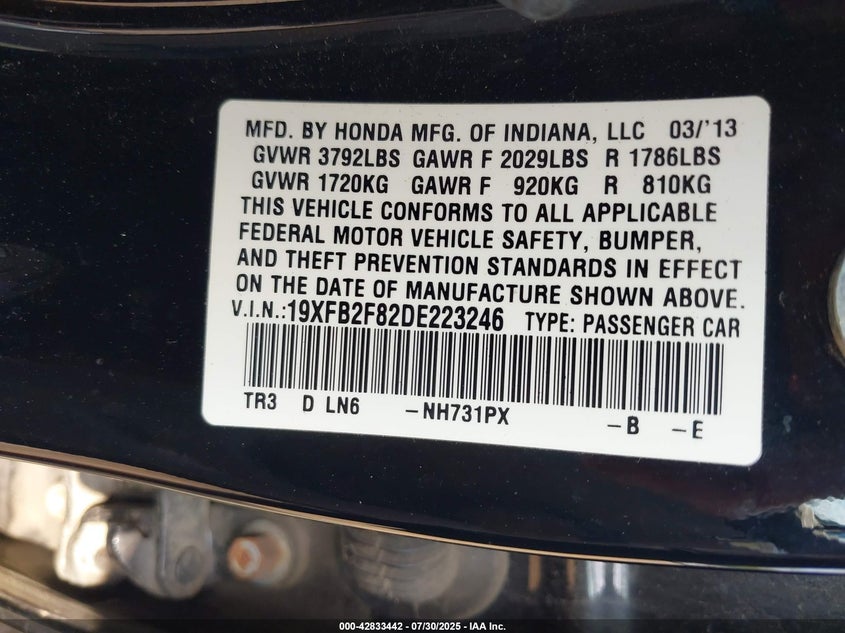 MFD. BY HONDA MFG. OF INDIANA, LLC 03/'13
GVWR 3792LBS GAWR F 2029LBS R 1786LBS
GVWR 1720KG GAWR F 920KG R 810KG
THIS VEHICLE CONFORMS TO ALL APPLICABLE
FEDERAL MOTOR VEHICLE SAFETY, BUMPER,
AND THEFT PREVENTION STANDARDS IN EFFECT
ON THE DATE OF MANUFACTURE SHOWN ABOVE.
V.I.N.:19XFB2F82DE223246 TYPE: PASSENGER CAR
TR3 D LN6 -NH731PX -B -E
000-42833442 - 07/30/2025 - IAA Inc.